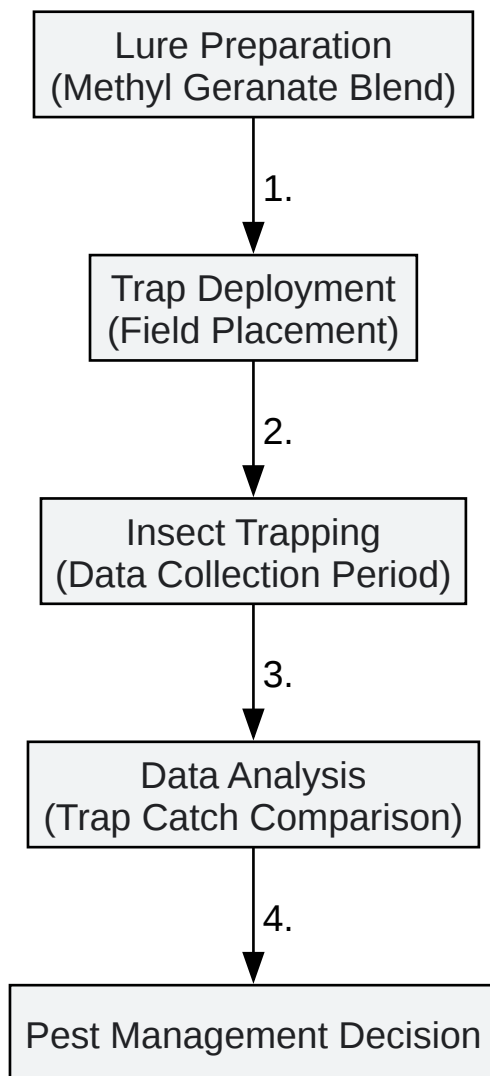 Lure Preparation
(Methyl Geranate Blend)
1.
Trap Deployment
(Field Placement)
2.
Insect Trapping
(Data Collection Period)
3.
Data Analysis
(Trap Catch Comparison)
4.
Pest Management Decision